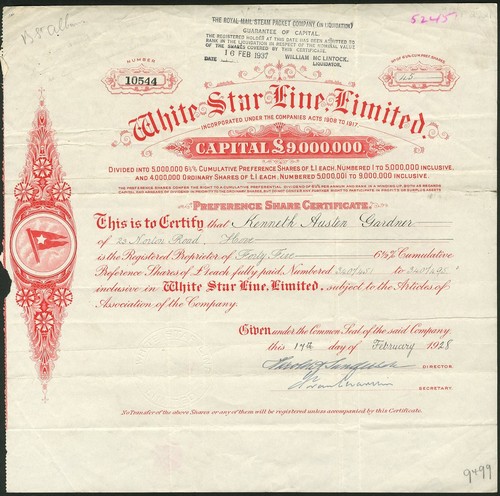 THE ROYAL MAIL STEAM PACKET COMPANY (IN LIQUIDATION)
GUARANTEE OF CAPITAL.
THE REGISTERED HOLDER AT THIS DATE HAS BEEN ADMITTED TO
RANK IN THE LIQUIDATION IN RESPECT OF THE NOMINAL VALUE
OF THE SHARES COVERED BY THIS CERTIFICATE.
DATE 16 FEB 1937 WILLIAM McLINTOCK,
LIQUIDATOR.
5245
NUMBER
10544
45
White Star Line, Limited.
INCORPORATED UNDER THE COMPANIES ACTS 1908 TO 1917.
CAPITAL £9,000,000.
DIVIDED INTO 5,000,000 6½% CUMULATIVE PREFERENCE SHARES OF £1 EACH, NUMBERED 1 TO 5,000,000 INCLUSIVE,
AND 4,000,000 ORDINARY SHARES OF £1 EACH, NUMBERED 5,000,001 TO 9,000,000 INCLUSIVE.
PREFERENCE SHARE CERTIFICATE.
This is to Certify that Kenneth Austen Gardner
of 23 Norton Road, Hove
is the Registered Proprietor of Forty Five 6½% Cumulative
Preference Shares of £1 each fully paid, Numbered to
inclusive in White Star Line, Limited, subject to the Articles of
Association of the Company.
Given under the Common Seal of the said Company
this 17th day of February 1928
DIRECTOR.
SECRETARY.
No Transfer of the above Shares or any of them will be registered unless accompanied by this Certificate.
9499